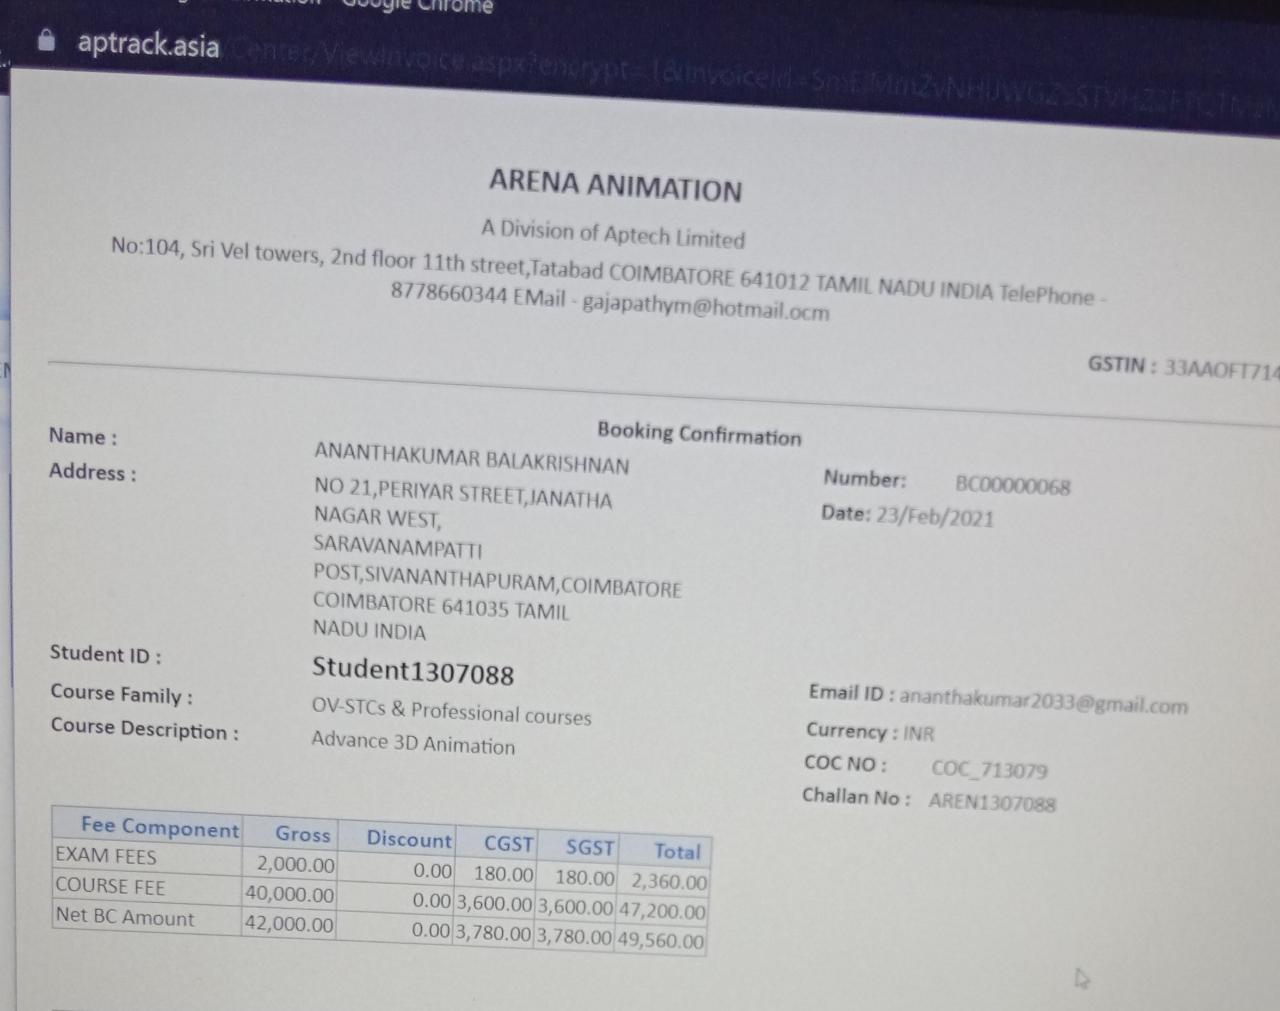 Google Chrome
aptrack.asia/Center/ViewInvoice.aspx?encrypt=1&InvoiceId=
ARENA ANIMATION
A Division of Aptech Limited
No:104, Sri Vel towers, 2nd floor 11th street,Tatabad COIMBATORE 641012 TAMIL NADU INDIA TelePhone -
8778660344 EMail - gajapathym@hotmail.ocm
GSTIN : 33AAOFT714
Booking Confirmation
Name : ANANTHAKUMAR BALAKRISHNAN
Number: BC00000068
Address : NO 21,PERIYAR STREET,JANATHA
Date: 23/Feb/2021
NAGAR WEST,
SARAVANAMPATTI
POST,SIVANANTHAPURAM,COIMBATORE
COIMBATORE 641035 TAMIL
NADU INDIA
Student ID : Student1307088
Email ID : ananthakumar2033@gmail.com
Course Family : OV-STCs & Professional courses
Currency : INR
Course Description : Advance 3D Animation
COC NO : COC_713079
Challan No : AREN1307088
Fee Component Gross Discount CGST SGST Total
EXAM FEES 2,000.00 0.00 180.00 180.00 2,360.00
COURSE FEE 40,000.00 0.00 3,600.00 3,600.00 47,200.00
Net BC Amount 42,000.00 0.00 3,780.00 3,780.00 49,560.00